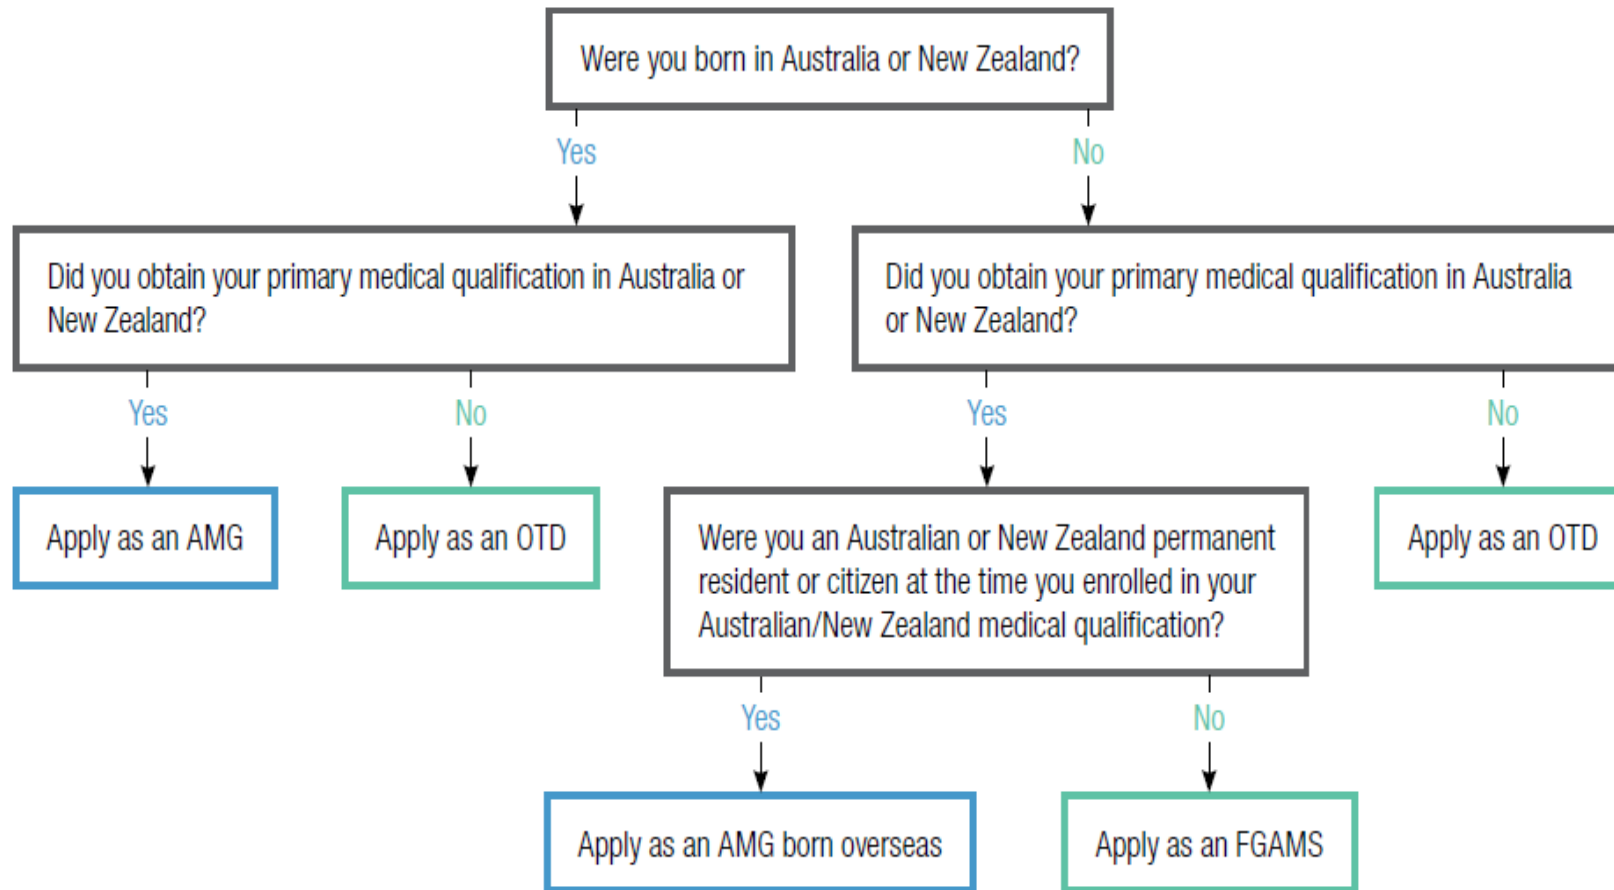 Were you born in Australia or New Zealand?
Yes
No
Did you obtain your primary medical qualification in Australia or
New Zealand?
Did you obtain your primary medical qualification in Australia
or New Zealand?
Yes
No
Yes
No
Apply as an AMG
Apply as an OTD
Were you an Australian or New Zealand permanent
resident or citizen at the time you enrolled in your
Australian/New Zealand medical qualification?
Apply as an OTD
Yes
No
Apply as an AMG born overseas
Apply as an FGAMS